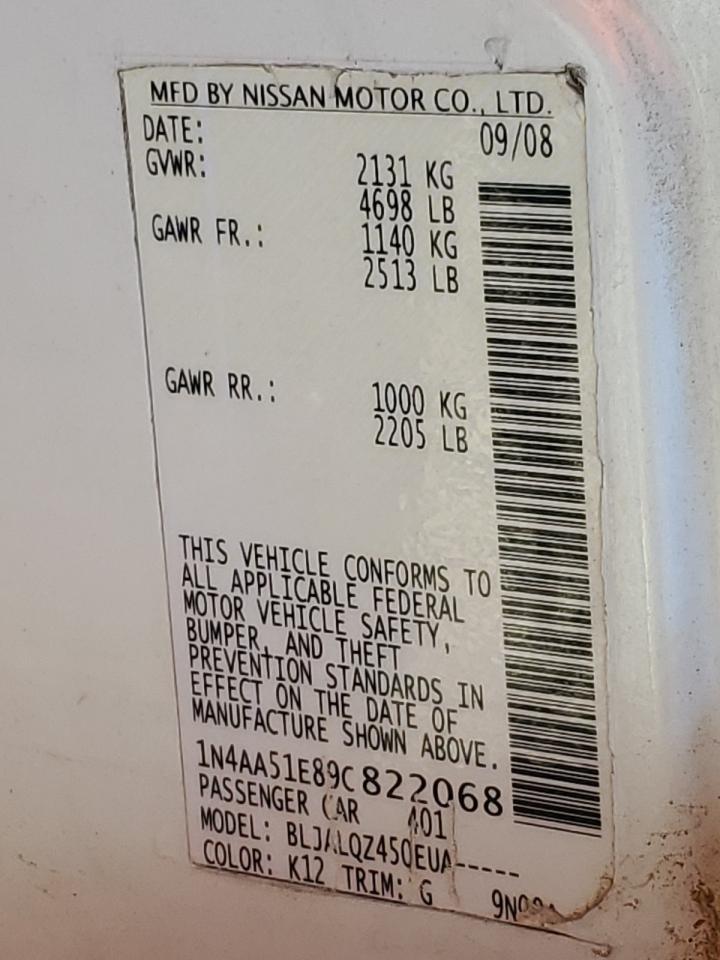 MFD BY NISSAN MOTOR CO., LTD.
DATE: 09/08
GVWR: 2131 KG
4698 LB
GAWR FR.: 1140 KG
2513 LB
GAWR RR.: 1000 KG
2205 LB
THIS VEHICLE CONFORMS TO
ALL APPLICABLE FEDERAL
MOTOR VEHICLE SAFETY,
BUMPER, AND THEFT
PREVENTION STANDARDS IN
EFFECT ON THE DATE OF
MANUFACTURE SHOWN ABOVE.
1N4AA51E89C822068
PASSENGER CAR 401
MODEL: BLJALQZ450EUA-----
COLOR: K12 TRIM: G